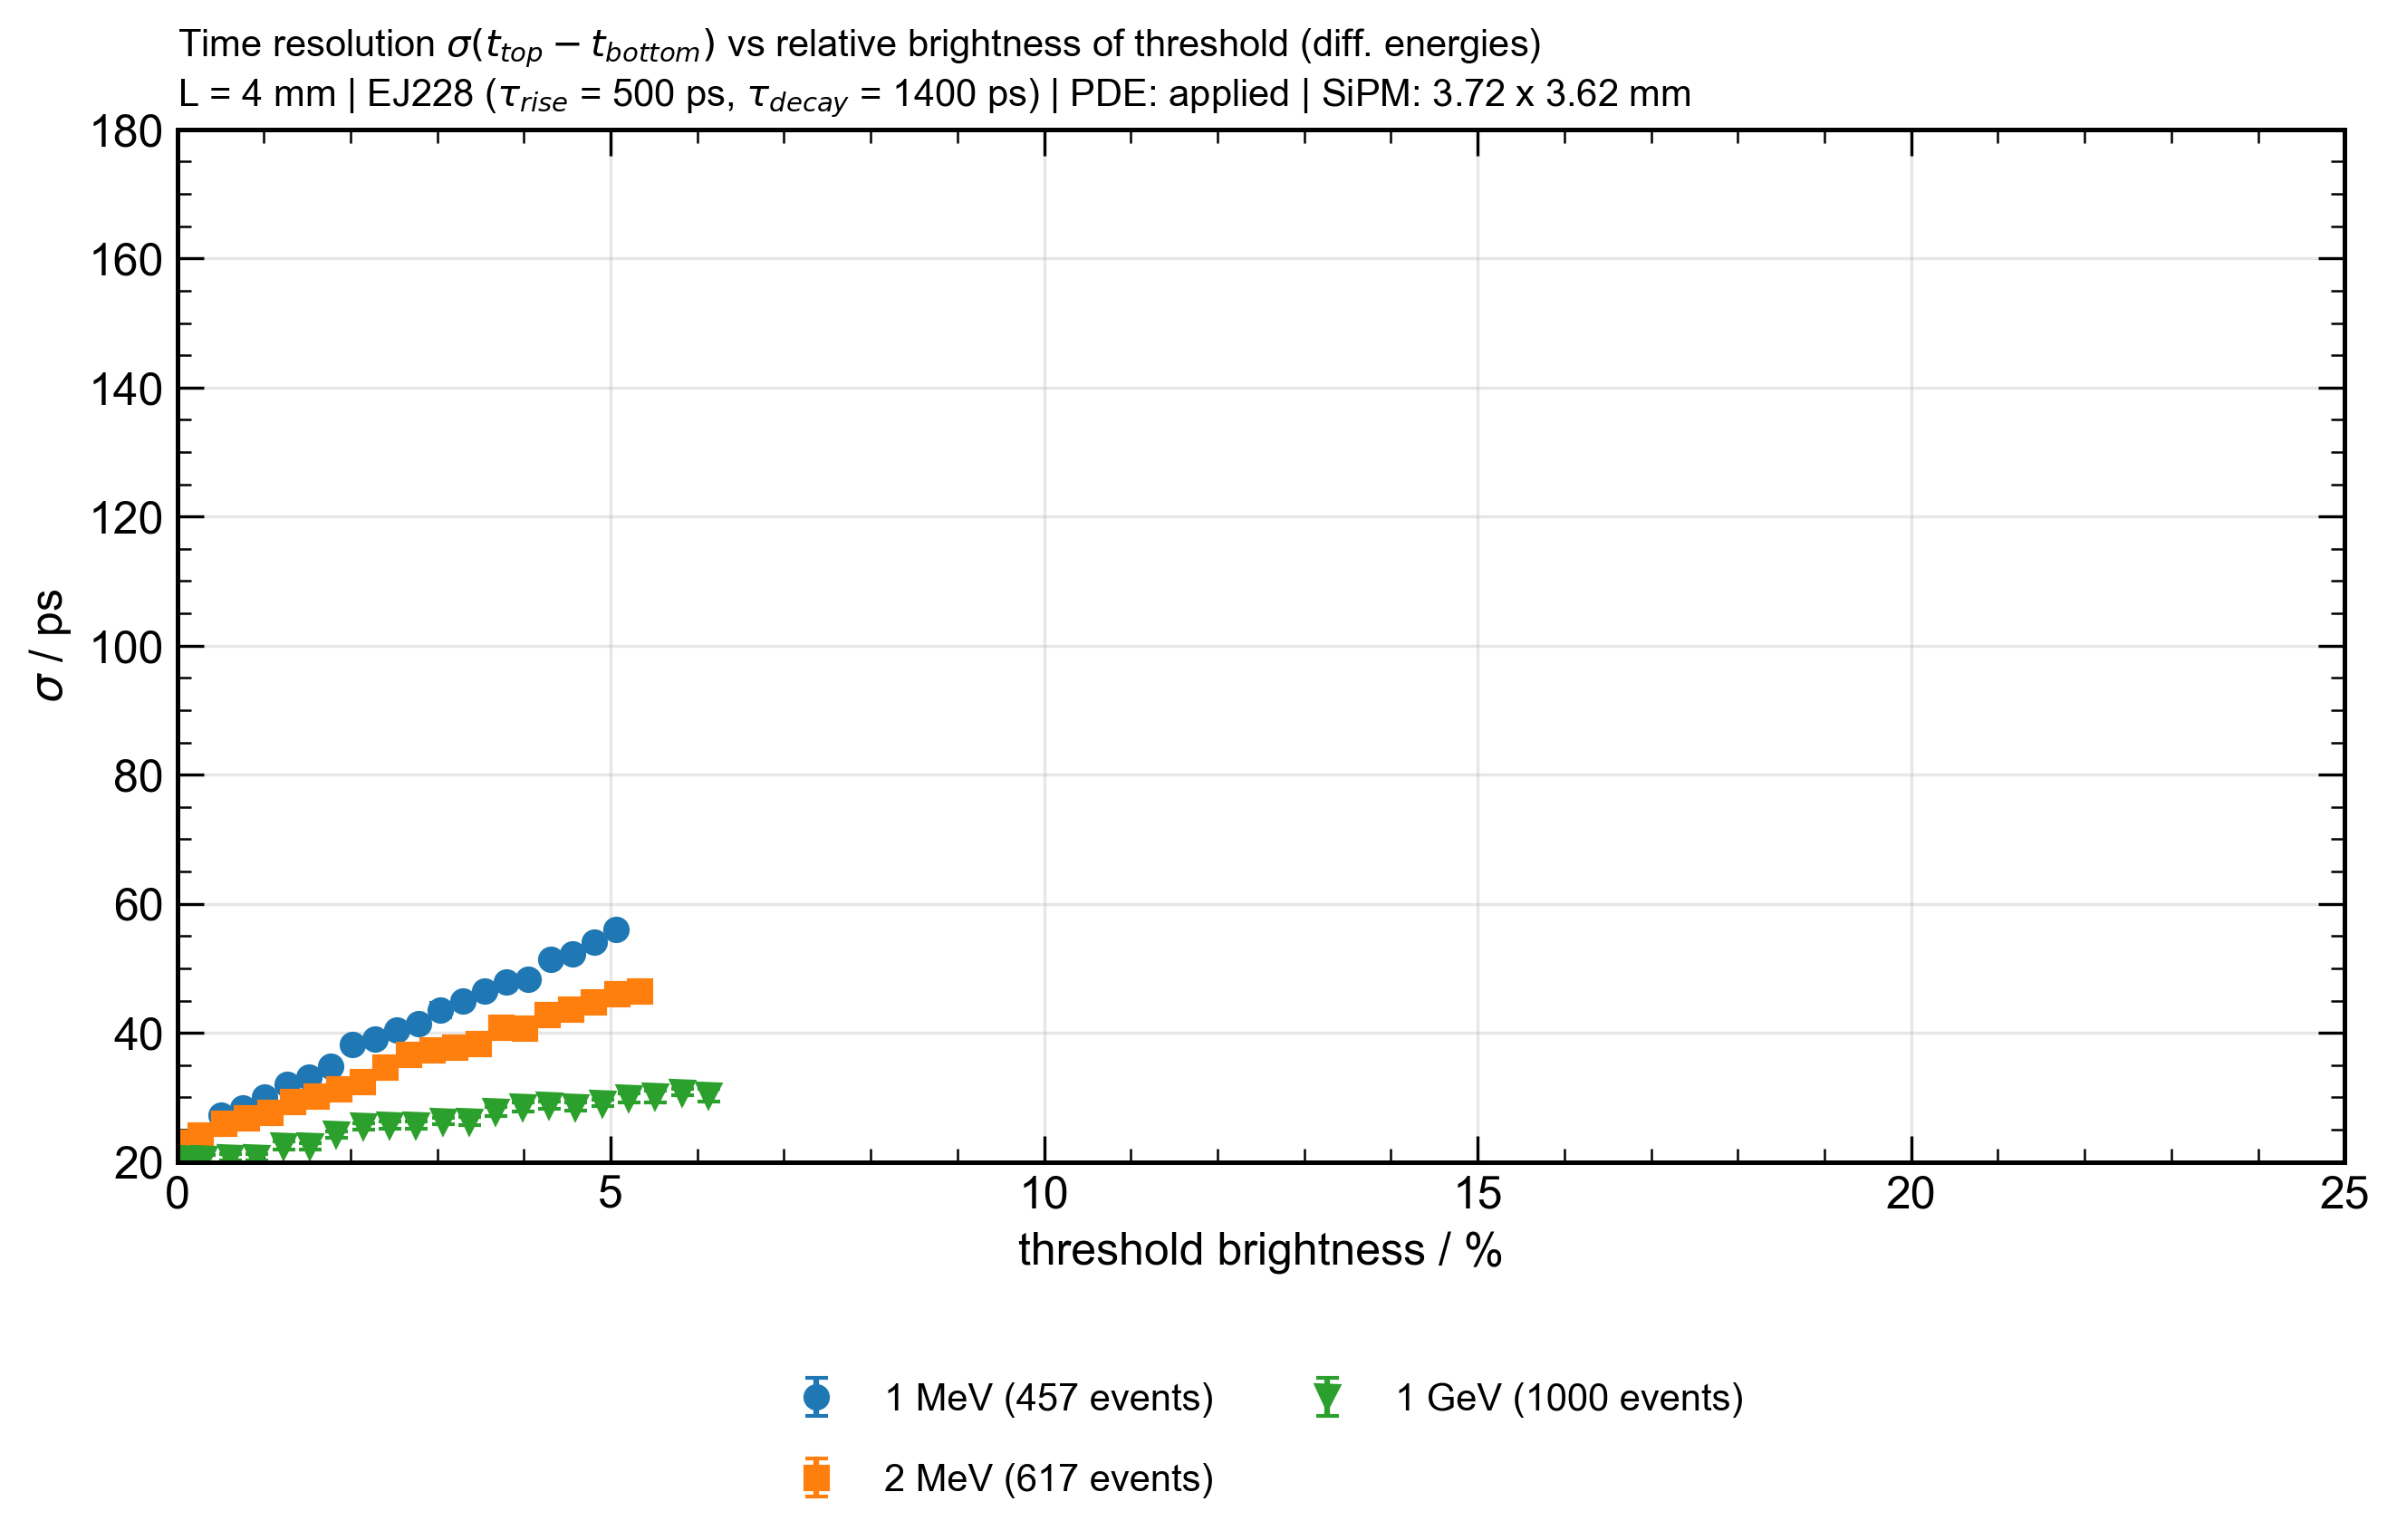 Time resolution σ(t_top − t_bottom) vs relative brightness of threshold (diff. energies)
L = 4 mm | EJ228 (τ_rise = 500 ps, τ_decay = 1400 ps) | PDE: applied | SiPM: 3.72 x 3.62 mm
180
160
140
120
100
80
60
40
20
σ / ps
0 5 10 15 20 25
threshold brightness / %
1 MeV (457 events)
2 MeV (617 events)
1 GeV (1000 events)